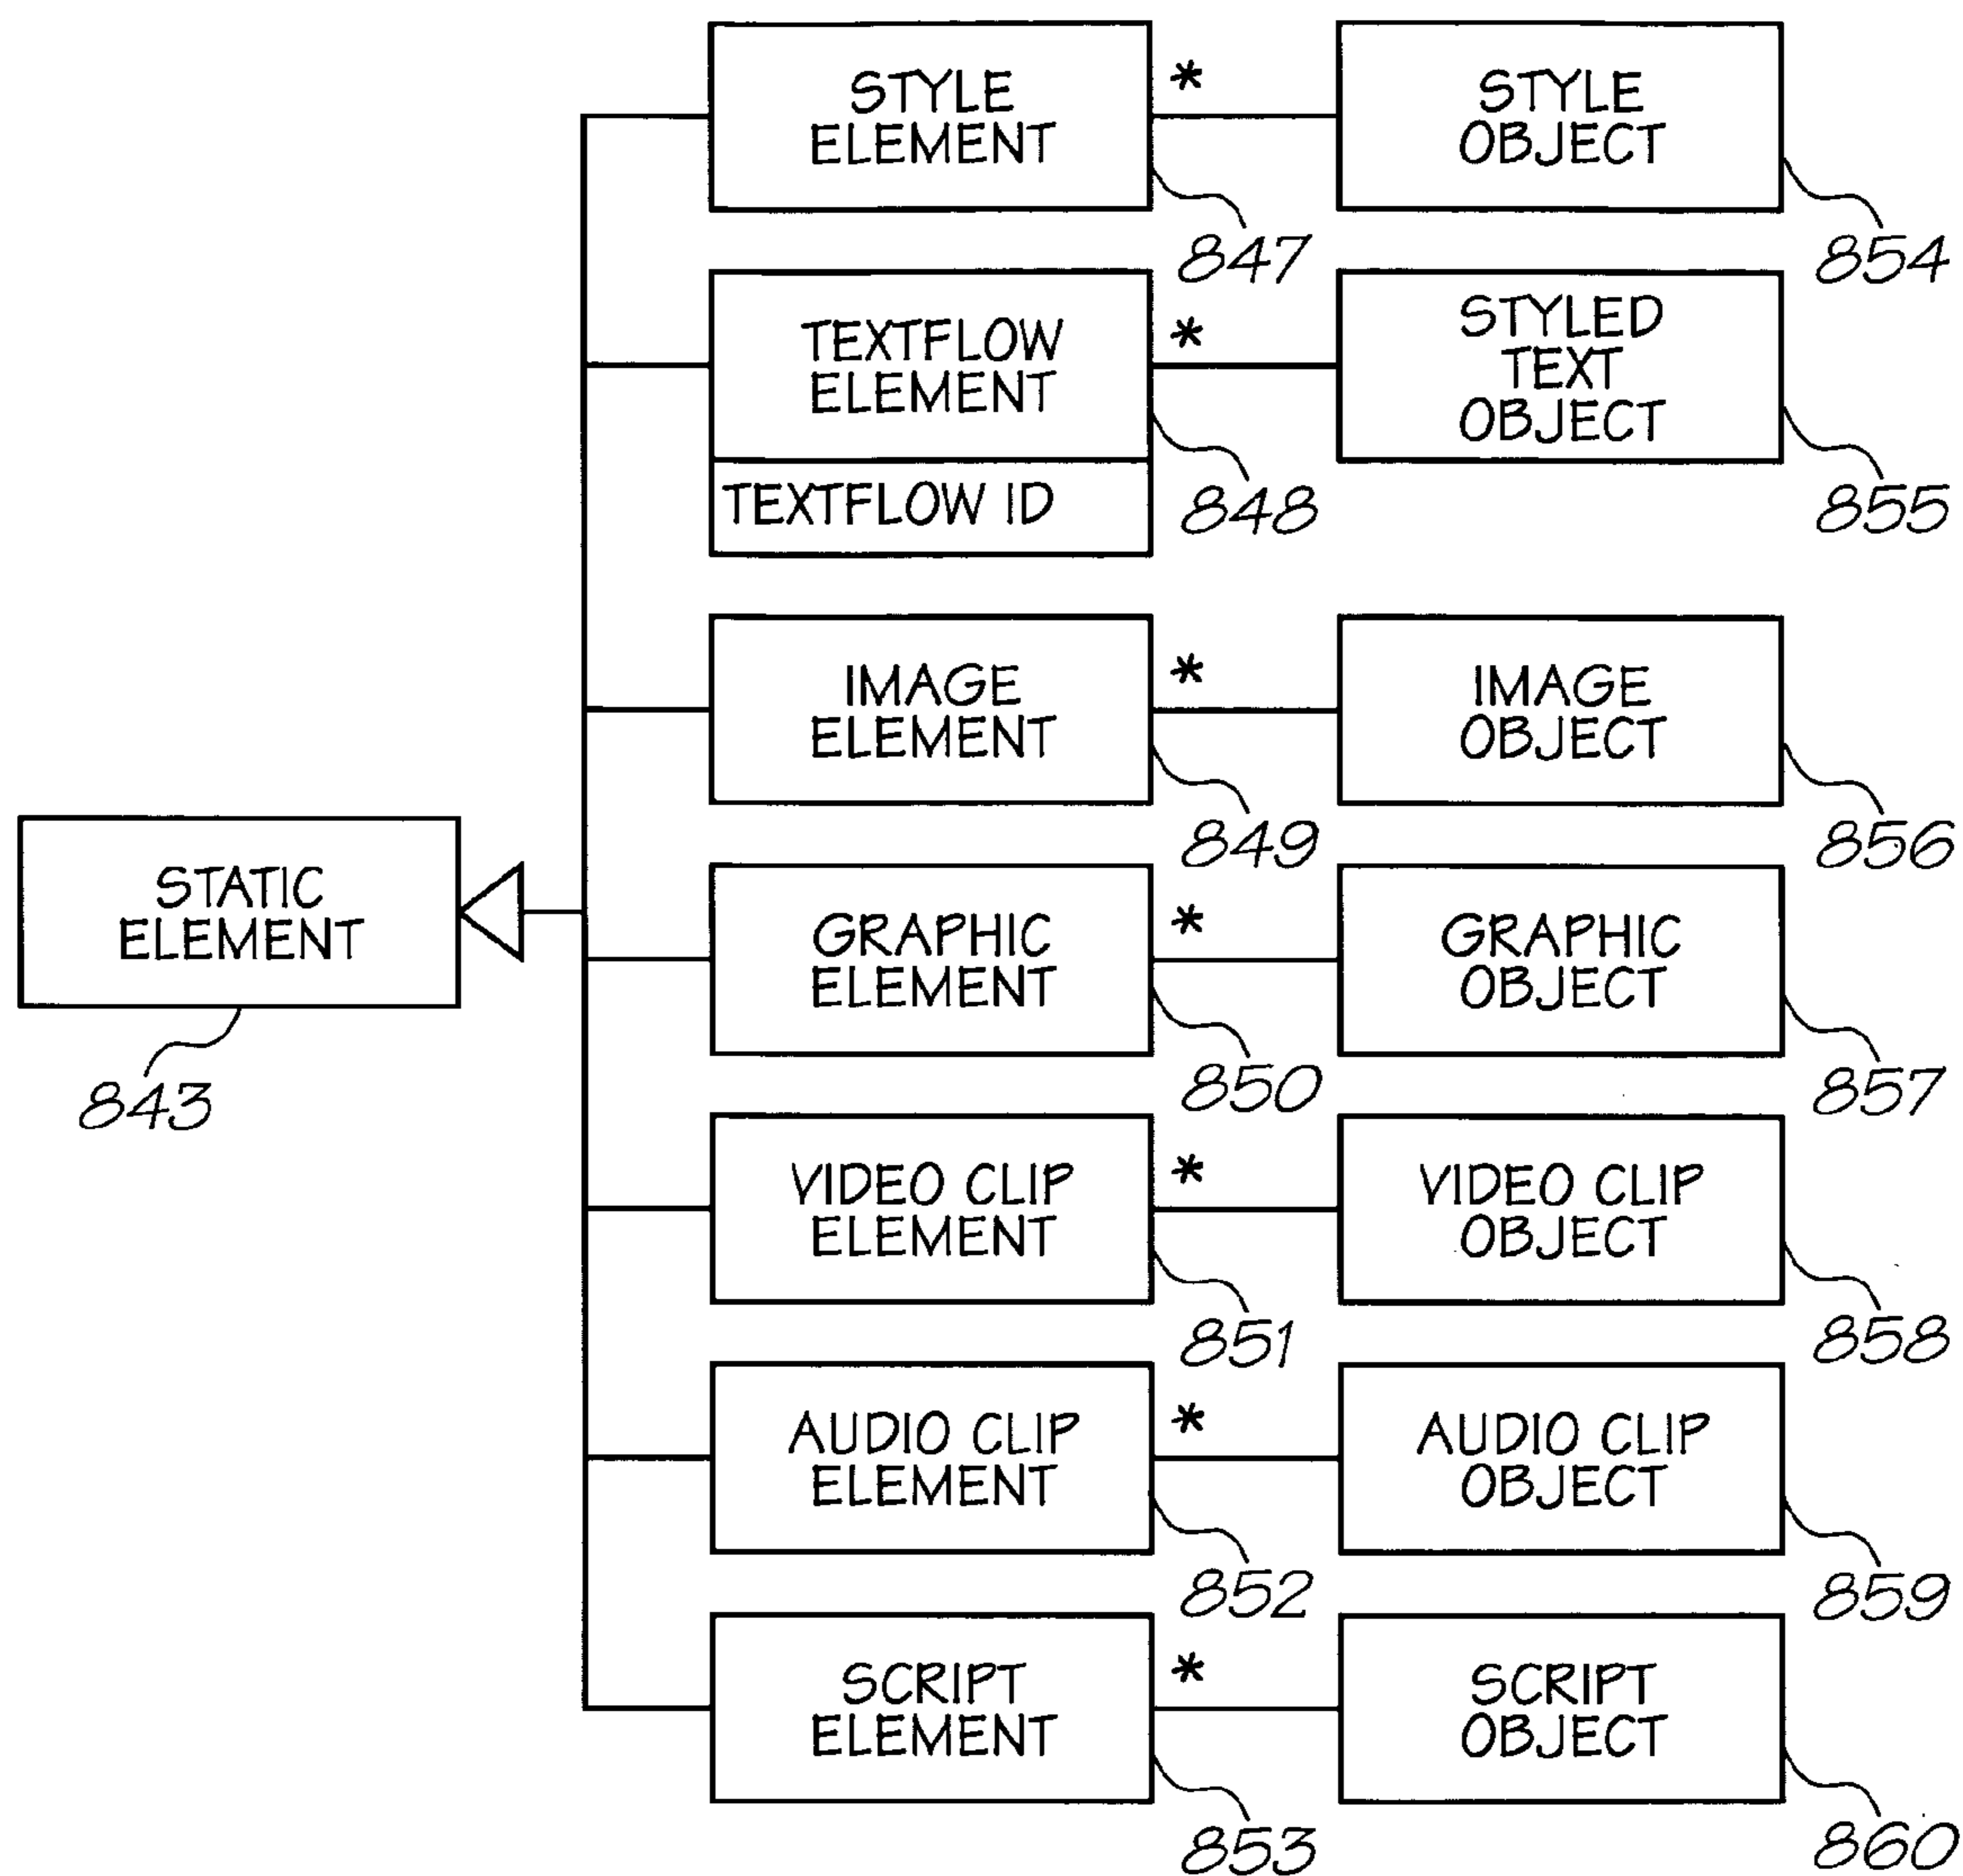 STYLE
ELEMENT
*
STYLE
OBJECT
847
854
TEXTFLOW
ELEMENT
TEXTFLOW ID
*
STYLED
TEXT
OBJECT
848
855
IMAGE
ELEMENT
*
IMAGE
OBJECT
849
856
STATIC
ELEMENT
843
GRAPHIC
ELEMENT
*
GRAPHIC
OBJECT
850
857
VIDEO CLIP
ELEMENT
*
VIDEO CLIP
OBJECT
851
858
AUDIO CLIP
ELEMENT
*
AUDIO CLIP
OBJECT
852
859
SCRIPT
ELEMENT
*
SCRIPT
OBJECT
853
860